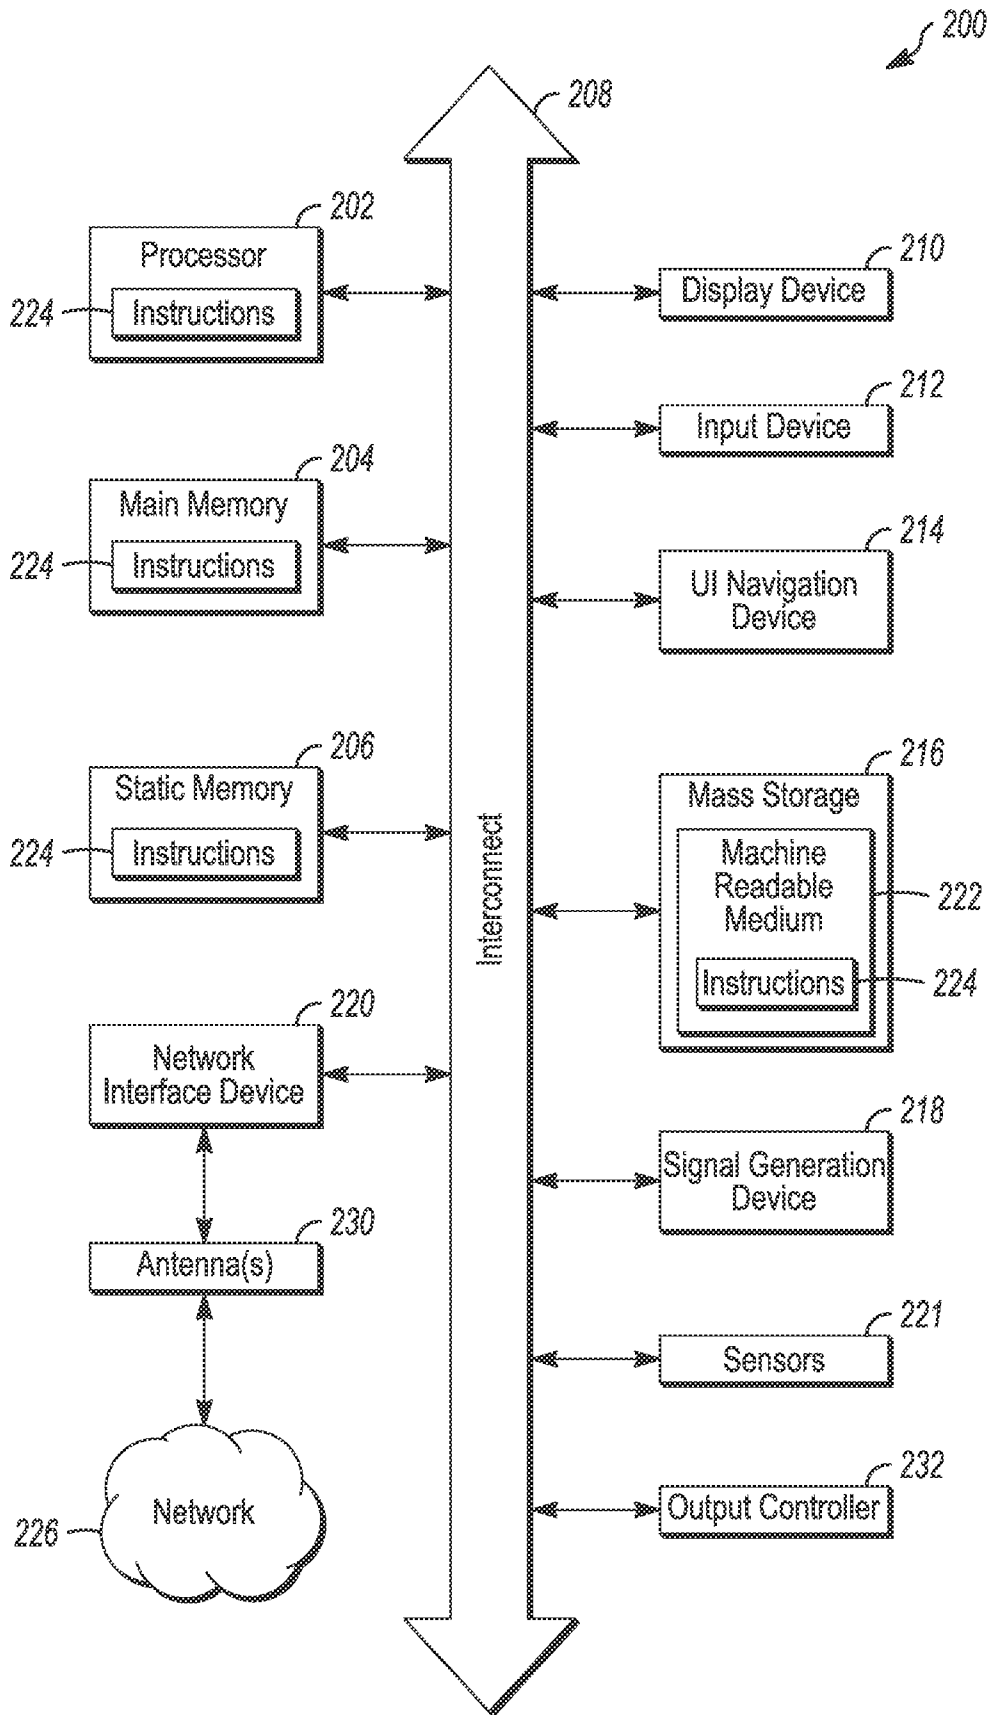 200
208
202
Processor
224
Instructions
204
Main Memory
224
Instructions
206
Static Memory
224
Instructions
220
Network
Interface Device
230
Antenna(s)
Network
226
Interconnect
210
Display Device
212
Input Device
214
UI Navigation
Device
216
Mass Storage
Machine
Readable
Medium
222
Instructions
224
218
Signal Generation
Device
221
Sensors
232
Output Controller